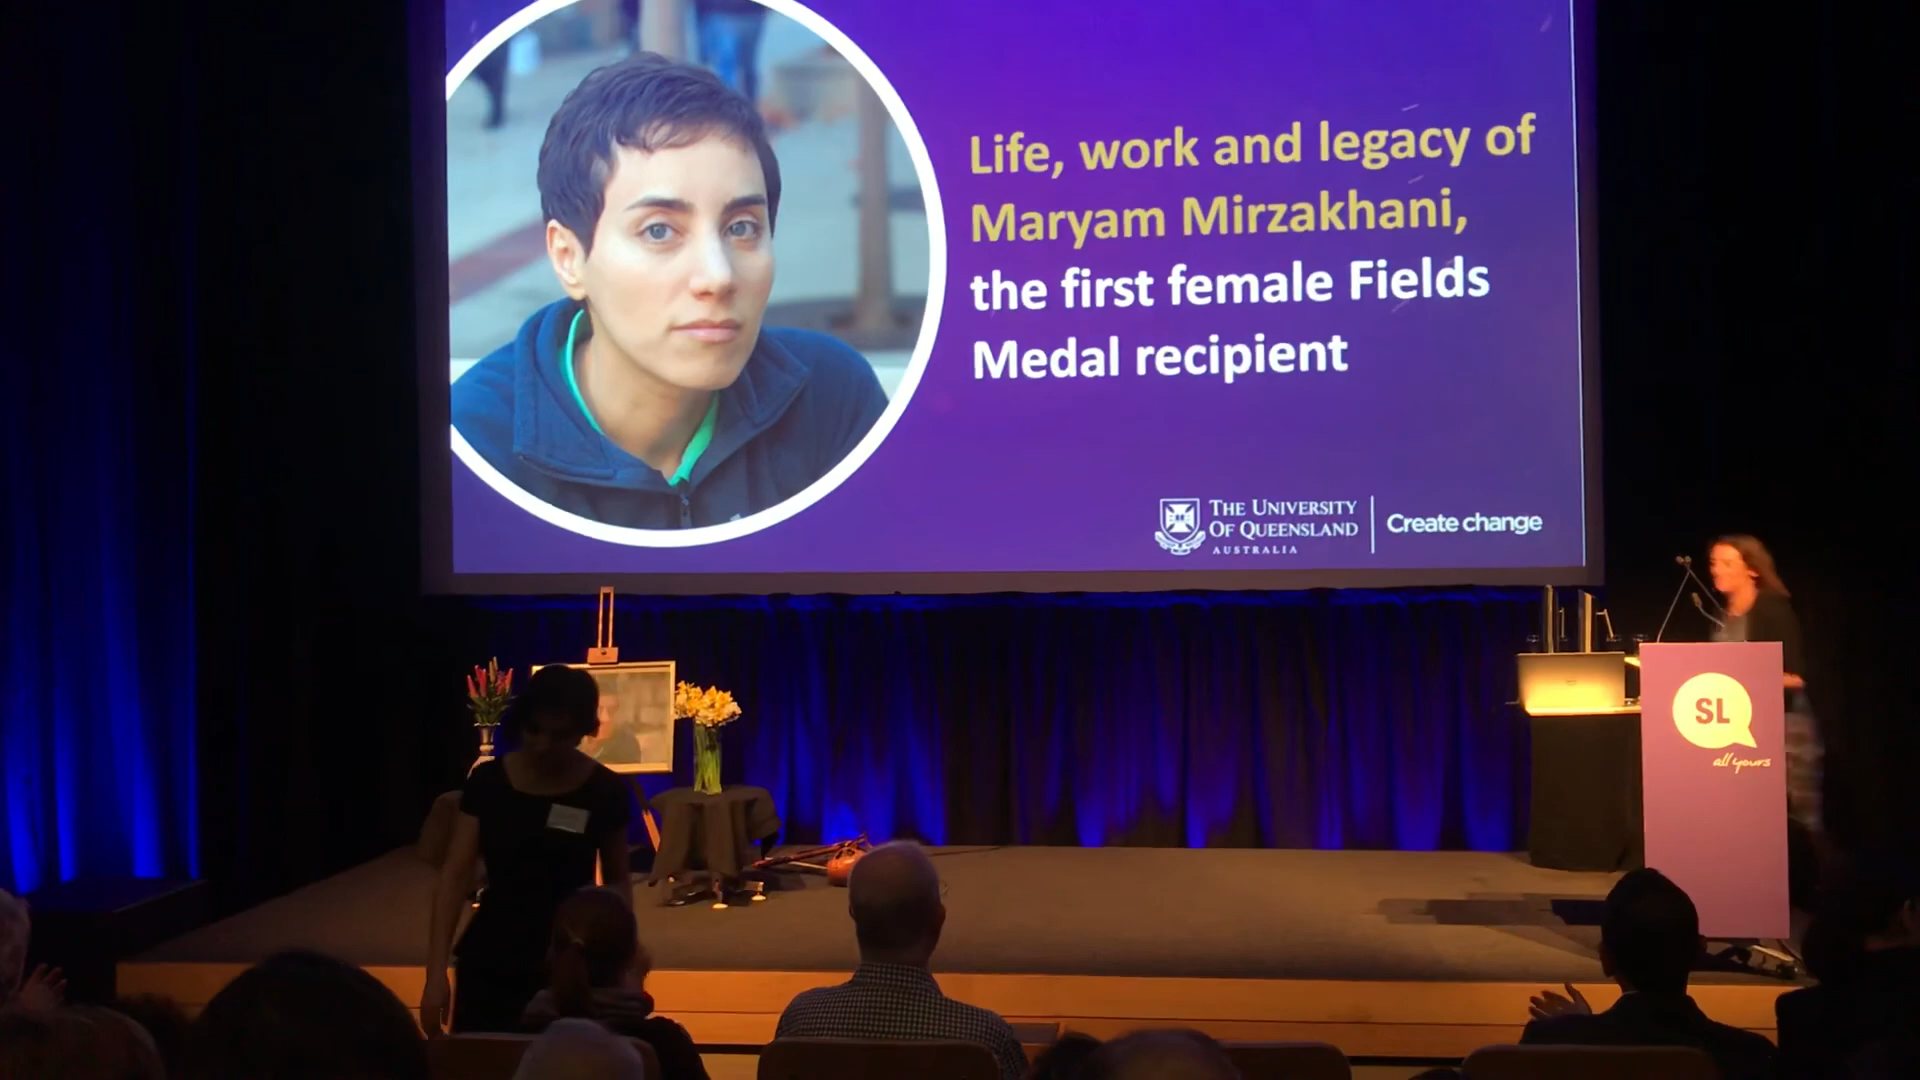 Life, work and legacy of
Maryam Mirzakhani,
the first female Fields
Medal recipient
THE UNIVERSITY
OF QUEENSLAND
AUSTRALIA
Create change
SL
all yours